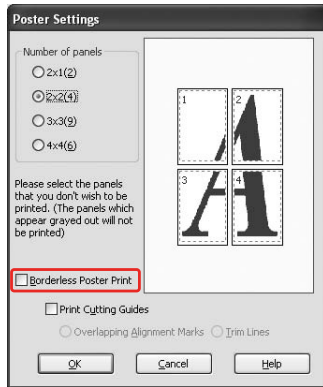 Poster Settings
Number of panels
2x1(2)
2x2(4)
3x3(9)
4x4(6)
1
2
3
4
Please select the panels
that you don't wish to be
printed. (The panels which
appear grayed out will not
be printed)
Borderless Poster Print
Print Cutting Guides
Overlapping Alignment Marks
Trim Lines
OK
Cancel
Help